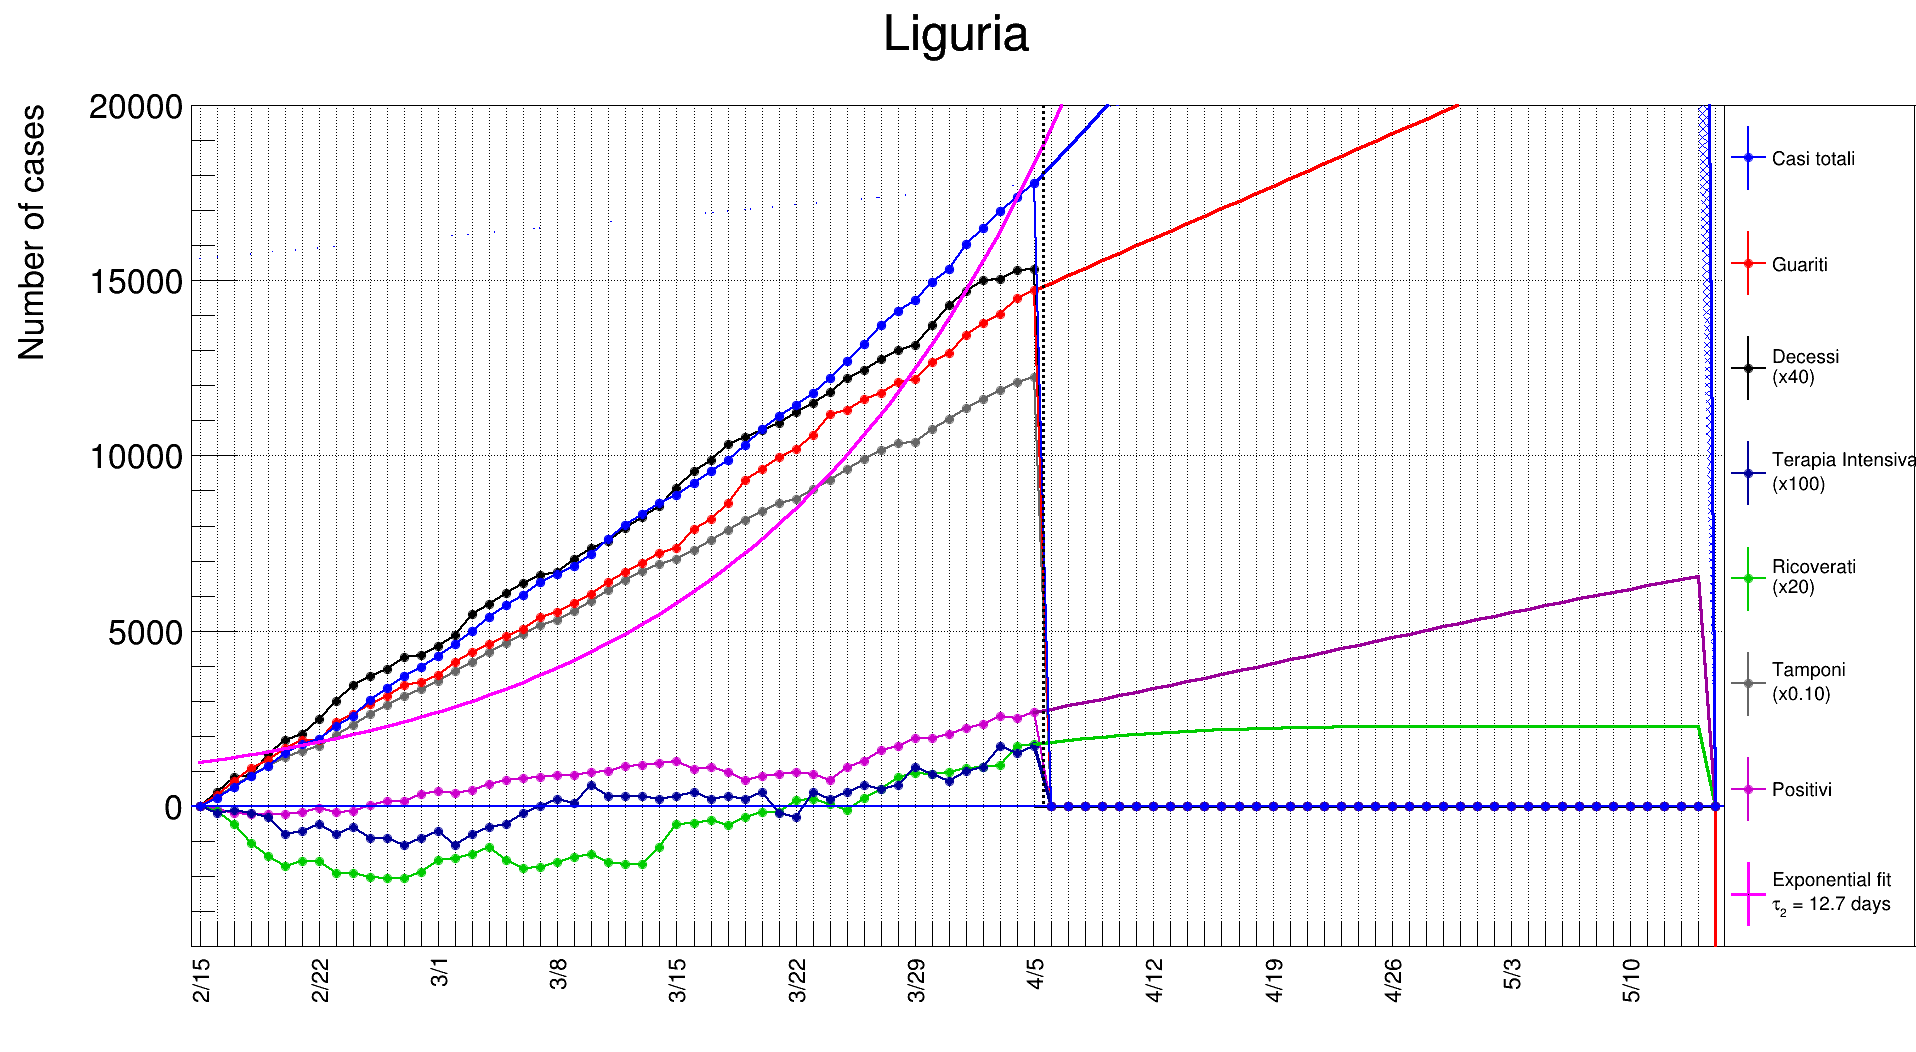 Liguria
Number of cases
20000
15000
10000
5000
0
2/15
2/22
3/1
3/8
3/15
3/22
3/29
4/5
4/12
4/19
4/26
5/3
5/10
Casi totali
Guariti
Decessi
(x40)
Terapia Intensiva
(x100)
Ricoverati
(x20)
Tamponi
(x0.10)
Positivi
Exponential fit
τ2 = 12.7 days